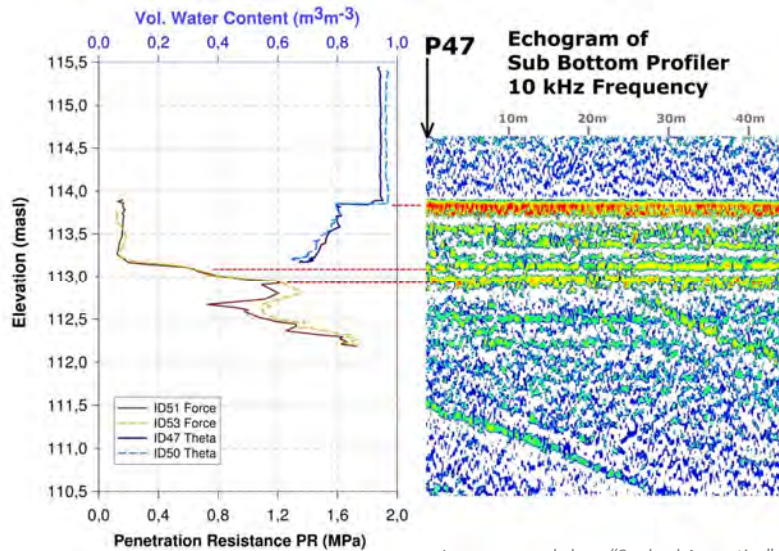 Vol. Water Content (m³m⁻³)
0,0 0,2 0,4 0,6 0,8 1,0
115,5
115,0
114,5
114,0
113,5
113,0
112,5
112,0
111,5
111,0
110,5
Elevation (masl)
ID51 Force
ID53 Force
ID47 Theta
ID50 Theta
0,0 0,4 0,8 1,2 1,6 2,0
Penetration Resistance PR (MPa)
P47
Echogram of
Sub Bottom Profiler
10 kHz Frequency
10m 20m 30m 40m